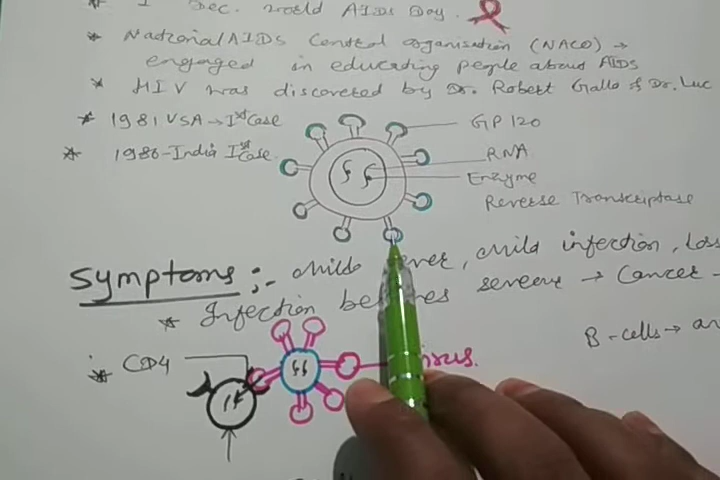 * 1 Dec. World AIDS Day.
* National AIDS Control organisation (NACO) →
engaged in educating people about AIDS
* HIV was discovered by Dr. Robert Gallo & Dr. Luc
* 1981 USA → Ist Case
* 1986 - India Ist Case.
GP 120
RNA
Enzyme
Reverse Transcriptase
Symptoms :- Mild fever, mild infection, Loss
* Infection becomes severe → Cancer -
B-cells → an
* CD4